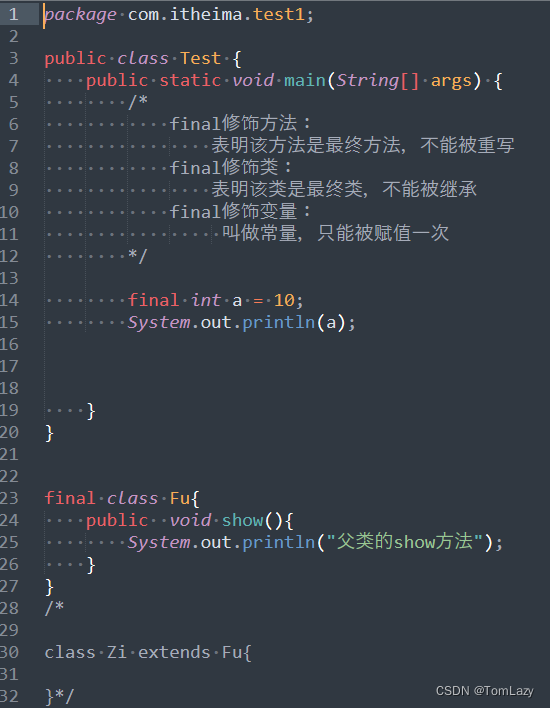 1 package com.itheima.test1;
2
3 public class Test {
4     public static void main(String[] args) {
5         /*
6             final修饰方法：
7                 表明该方法是最终方法，不能被重写
8             final修饰类：
9                 表明该类是最终类，不能被继承
10             final修饰变量：
11                 叫做常量，只能被赋值一次
12         */
13
14         final int a = 10;
15         System.out.println(a);
16
17
18
19     }
20 }
21
22
23 final class Fu{
24     public  void show(){
25         System.out.println("父类的show方法");
26     }
27 }
28 /*
29
30 class Zi extends Fu{
31
32 }*/
CSDN @TomLazy